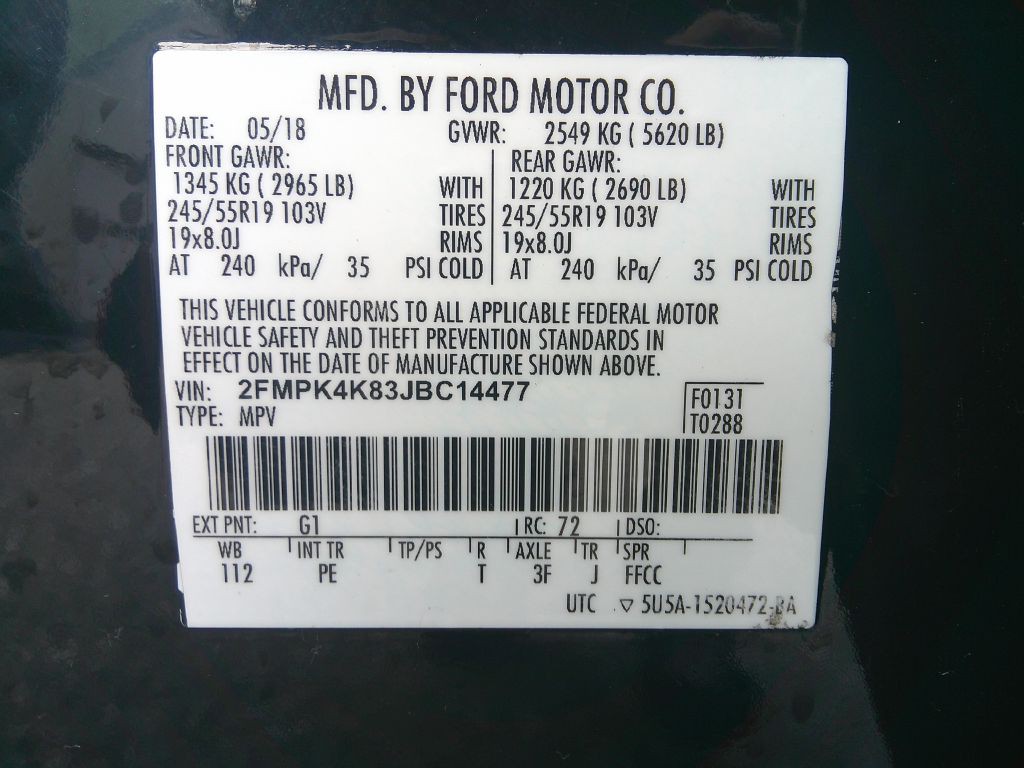 MFD. BY FORD MOTOR CO.
DATE: 05/18 GVWR: 2549 KG ( 5620 LB)
FRONT GAWR: REAR GAWR:
1345 KG ( 2965 LB) WITH 1220 KG ( 2690 LB) WITH
245/55R19 103V TIRES 245/55R19 103V TIRES
19x8.0J RIMS 19x8.0J RIMS
AT 240 kPa/ 35 PSI COLD AT 240 kPa/ 35 PSI COLD
THIS VEHICLE CONFORMS TO ALL APPLICABLE FEDERAL MOTOR
VEHICLE SAFETY AND THEFT PREVENTION STANDARDS IN
EFFECT ON THE DATE OF MANUFACTURE SHOWN ABOVE.
VIN: 2FMPK4K83JBC14477 F0131
TYPE: MPV T0288
EXT PNT: G1 RC: 72 DSO:
WB INT TR TP/PS R AXLE TR SPR
112 PE T 3F J FFCC
UTC ▽ 5U5A-1520472-BA